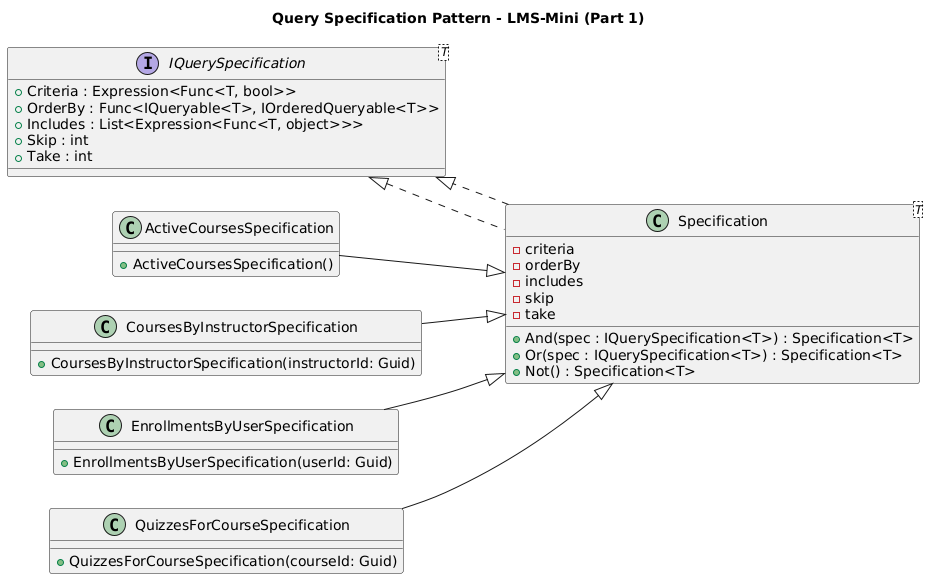 Query Specification Pattern - LMS-Mini (Part 1)
I IQuerySpecification T
Criteria : Expression<Func<T, bool>>
OrderBy : Func<IQueryable<T>, IOrderedQueryable<T>>
Includes : List<Expression<Func<T, object>>>
Skip : int
Take : int
C Specification T
criteria
orderBy
includes
skip
take
And(spec : IQuerySpecification<T>) : Specification<T>
Or(spec : IQuerySpecification<T>) : Specification<T>
Not() : Specification<T>
C ActiveCoursesSpecification
ActiveCoursesSpecification()
C CoursesByInstructorSpecification
CoursesByInstructorSpecification(instructorId: Guid)
C EnrollmentsByUserSpecification
EnrollmentsByUserSpecification(userId: Guid)
C QuizzesForCourseSpecification
QuizzesForCourseSpecification(courseId: Guid)